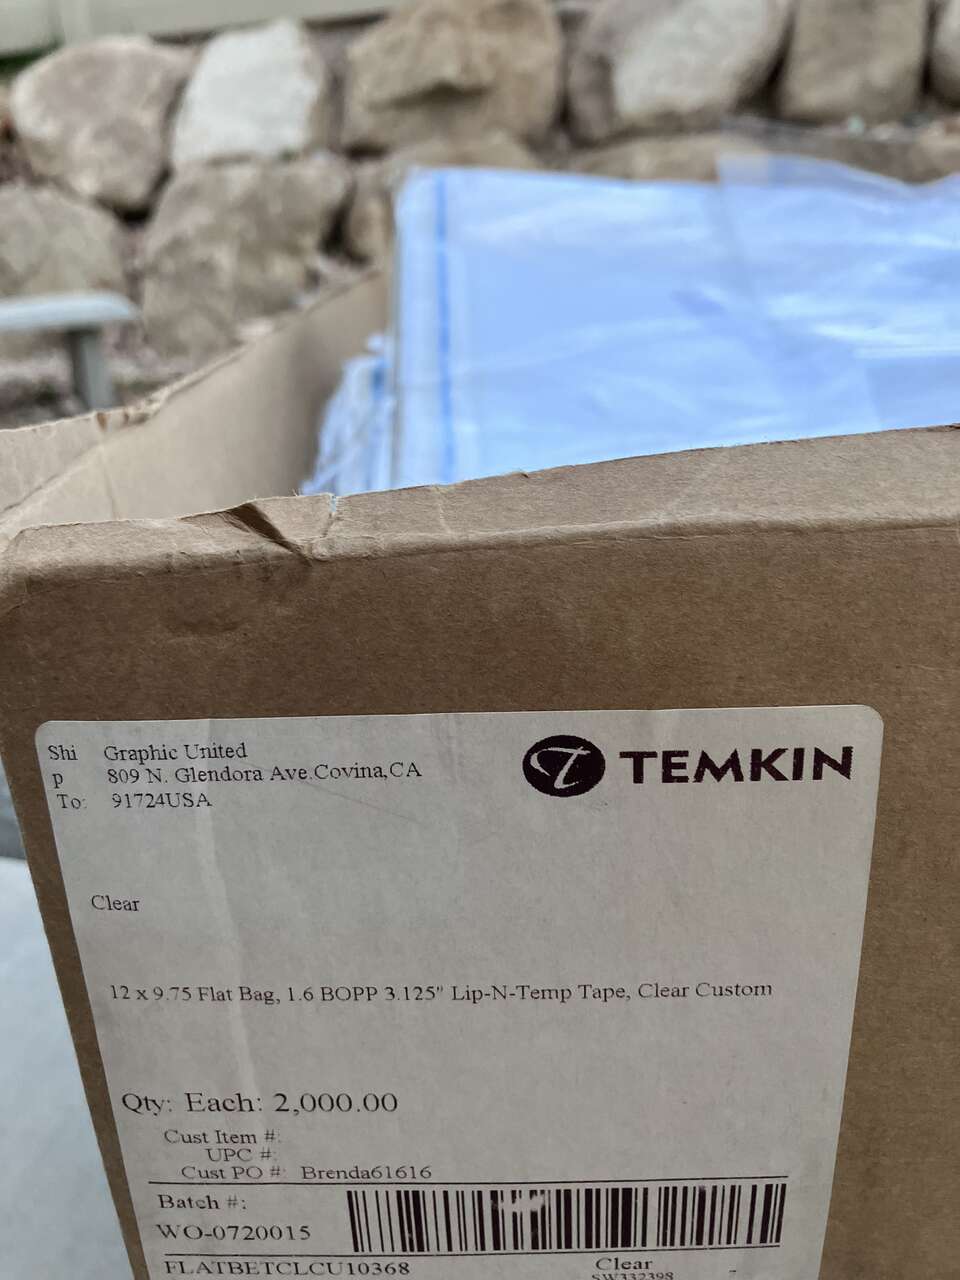 Shi Graphic United
p 809 N. Glendora Ave.Covina,CA
To: 91724USA
TEMKIN
Clear
12 x 9.75 Flat Bag, 1.6 BOPP 3.125" Lip-N-Temp Tape, Clear Custom
Qty: Each: 2,000.00
Cust Item #:
UPC #:
Cust PO #: Brenda61616
Batch #:
WO-0720015
FLATBETCLCU10368 Clear
SW332398